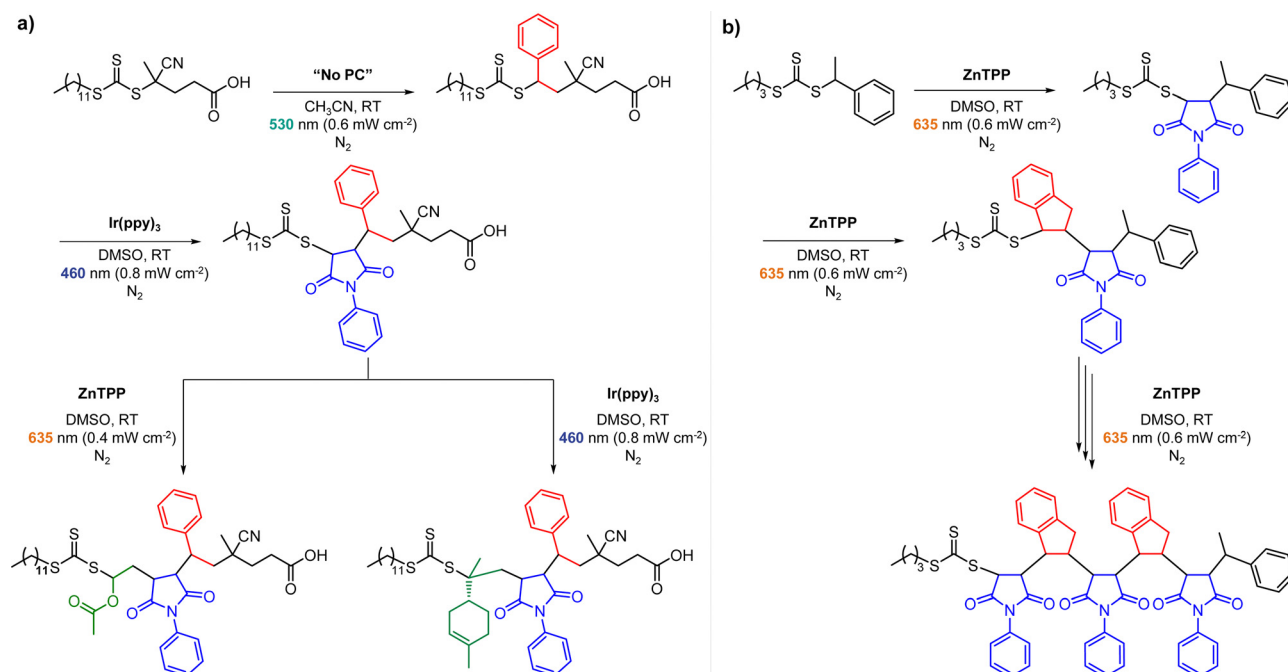 a)
"No PC"
CH₃CN, RT
530 nm (0.6 mW cm⁻²)
N₂
Ir(ppy)₃
DMSO, RT
460 nm (0.8 mW cm⁻²)
N₂
ZnTPP
DMSO, RT
635 nm (0.4 mW cm⁻²)
N₂
Ir(ppy)₃
DMSO, RT
460 nm (0.8 mW cm⁻²)
N₂
b)
ZnTPP
DMSO, RT
635 nm (0.6 mW cm⁻²)
N₂
ZnTPP
DMSO, RT
635 nm (0.6 mW cm⁻²)
N₂
ZnTPP
DMSO, RT
635 nm (0.6 mW cm⁻²)
N₂